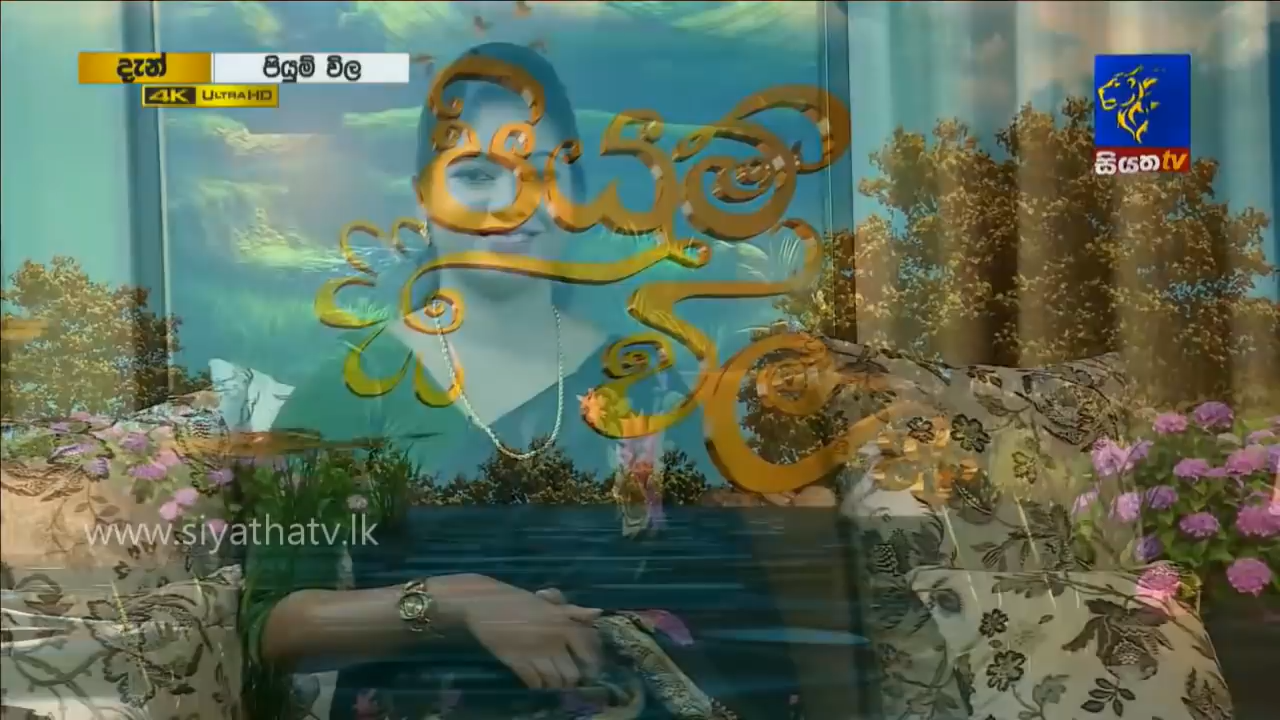 දැන් පියුම් විල
4K ULTRA HD
සියත tv
පියුම්
විල
www.siyathatv.lk